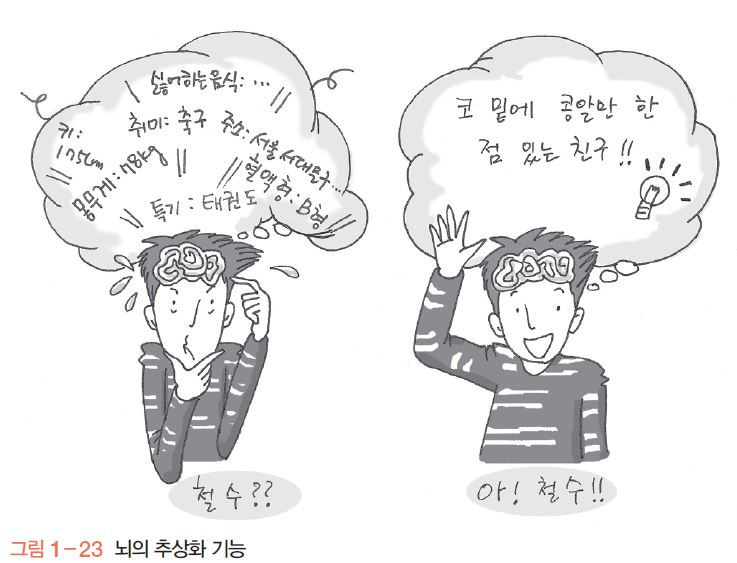 싫어하는음식: ...
키: 175cm
취미: 축구
주소: 서울 서대문구...
몸무게: 78kg
혈액형: B형
특기: 태권도
코 밑에 콩알만 한
점 있는 친구!!
철수??
아! 철수!!
그림 1-23 뇌의 추상화 기능